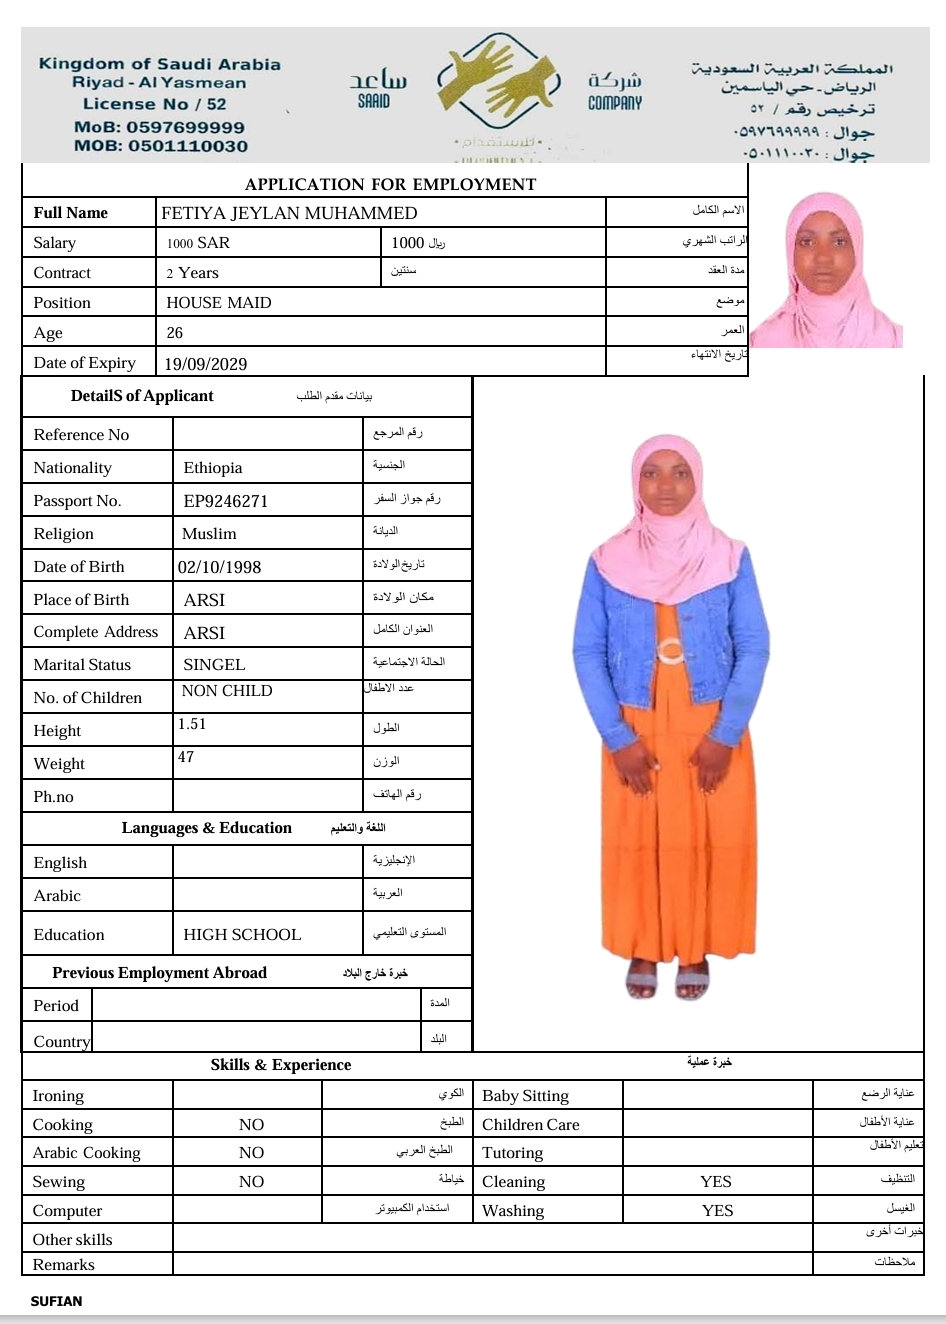 Kingdom of Saudi Arabia
Riyad - Al Yasmean
License No / 52
MoB: 0597699999
MOB: 0501110030
ساعد
SAAID
شركة
COMPANY
للاستقدام
المملكة العربية السعودية
الرياض - حي الياسمين
ترخيص رقم / ٥٢
جوال : ٠٥٩٧٦٩٩٩٩٩
جوال : ٠٥٠١١١٠٠٣٠
APPLICATION FOR EMPLOYMENT
Full Name FETIYA JEYLAN MUHAMMED الاسم الكامل
Salary 1000 SAR 1000 ريال الراتب الشهري
Contract 2 Years سنتين مدة العقد
Position HOUSE MAID موضع
Age 26 العمر
Date of Expiry 19/09/2029 تاريخ الانتهاء
DetailS of Applicant بيانات مقدم الطلب
Reference No رقم المرجع
Nationality Ethiopia الجنسية
Passport No. EP9246271 رقم جواز السفر
Religion Muslim الديانة
Date of Birth 02/10/1998 تاريخ الولادة
Place of Birth ARSI مكان الولادة
Complete Address ARSI العنوان الكامل
Marital Status SINGEL الحالة الاجتماعية
No. of Children NON CHILD عدد الاطفال
Height 1.51 الطول
Weight 47 الوزن
Ph.no رقم الهاتف
Languages & Education اللغة والتعليم
English الإنجليزية
Arabic العربية
Education HIGH SCHOOL المستوى التعليمي
Previous Employment Abroad خبرة خارج البلاد
Period المدة
Country البلد
Skills & Experience خبرة عملية
Ironing الكوي Baby Sitting عناية الرضع
Cooking NO الطبخ Children Care عناية الأطفال
Arabic Cooking NO الطبخ العربي Tutoring تعليم الأطفال
Sewing NO خياطة Cleaning YES التنظيف
Computer استخدام الكمبيوتر Washing YES الغيسل
Other skills خبرات أخرى
Remarks ملاحظات
SUFIAN